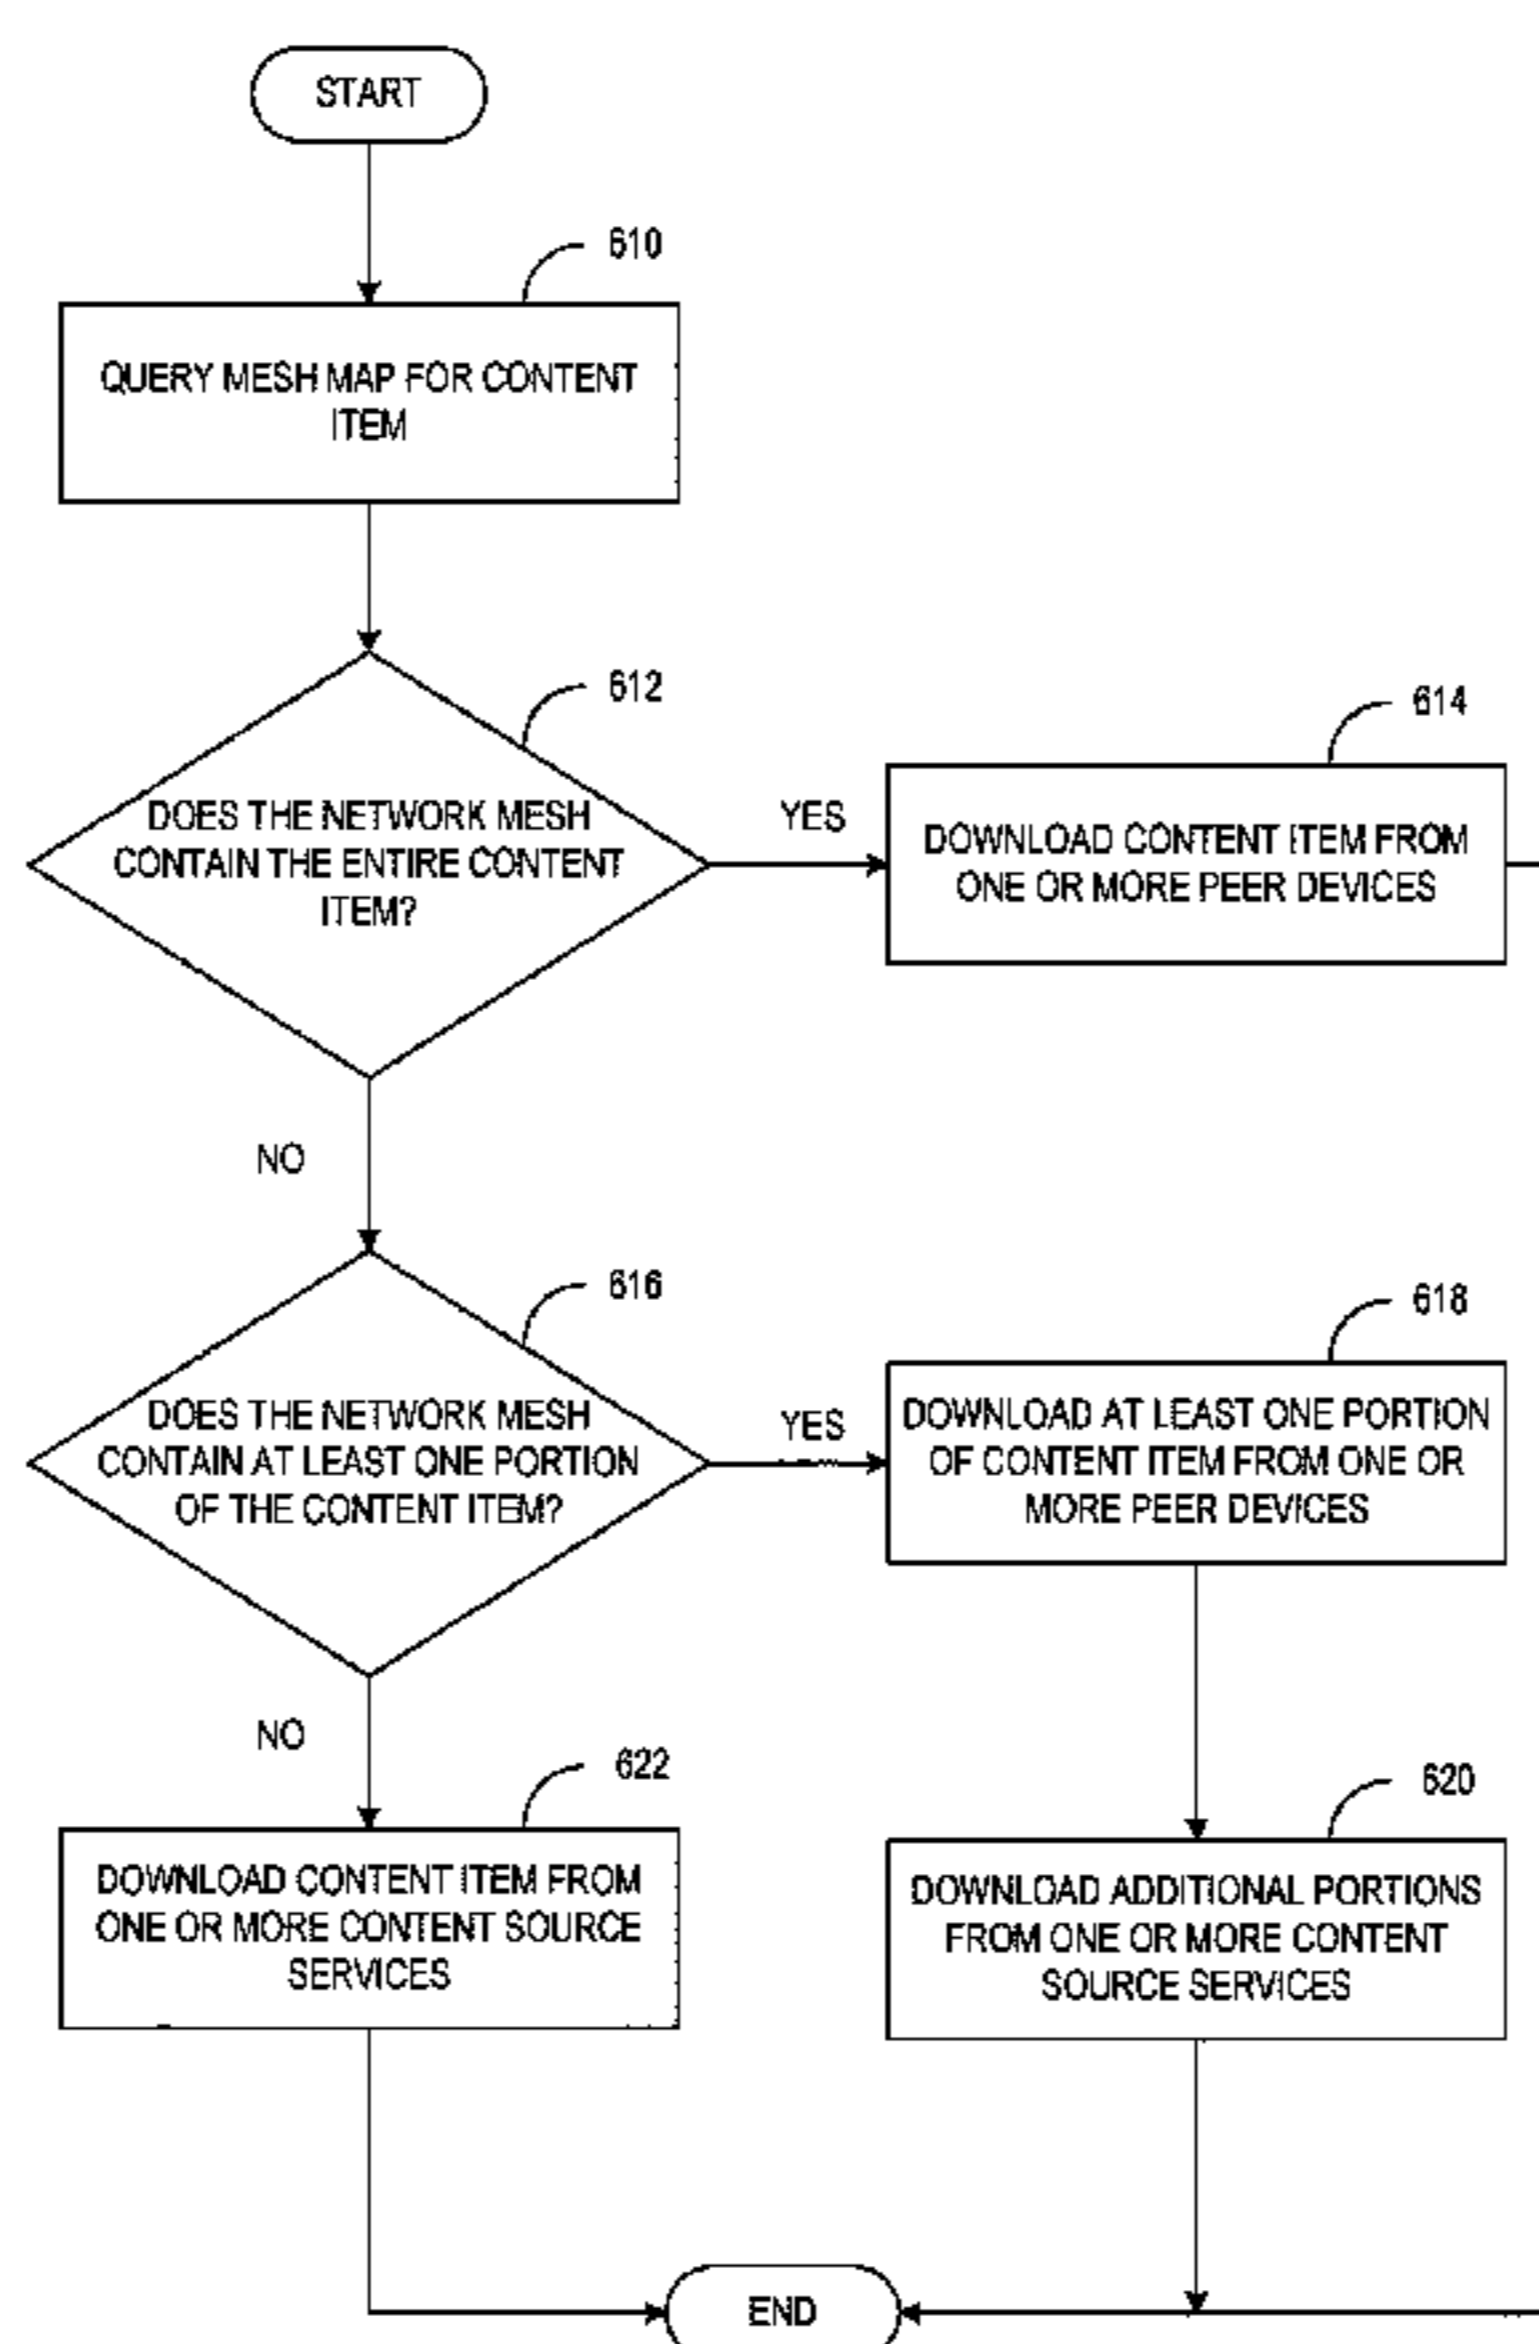 START
610
QUERY MESH MAP FOR CONTENT
ITEM
612
DOES THE NETWORK MESH
CONTAIN THE ENTIRE CONTENT
ITEM?
YES
614
DOWNLOAD CONTENT ITEM FROM
ONE OR MORE PEER DEVICES
NO
616
DOES THE NETWORK MESH
CONTAIN AT LEAST ONE PORTION
OF THE CONTENT ITEM?
YES
618
DOWNLOAD AT LEAST ONE PORTION
OF CONTENT ITEM FROM ONE OR
MORE PEER DEVICES
NO
622
DOWNLOAD CONTENT ITEM FROM
ONE OR MORE CONTENT SOURCE
SERVICES
620
DOWNLOAD ADDITIONAL PORTIONS
FROM ONE OR MORE CONTENT
SOURCE SERVICES
END